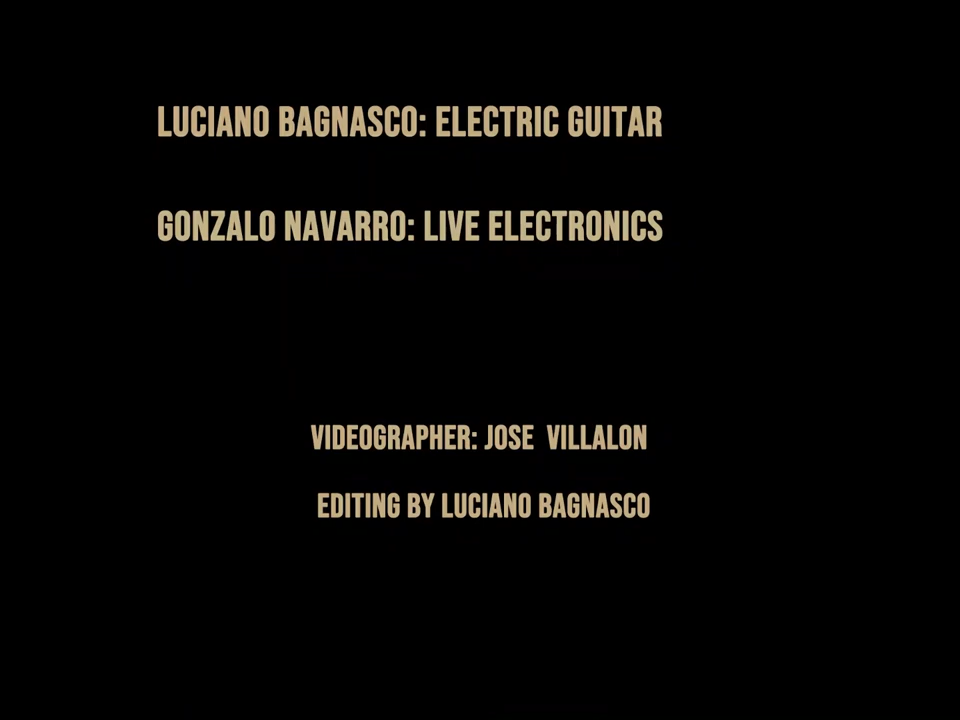 LUCIANO BAGNASCO: ELECTRIC GUITAR
GONZALO NAVARRO: LIVE ELECTRONICS
VIDEOGRAPHER: JOSE VILLALON
EDITING BY LUCIANO BAGNASCO